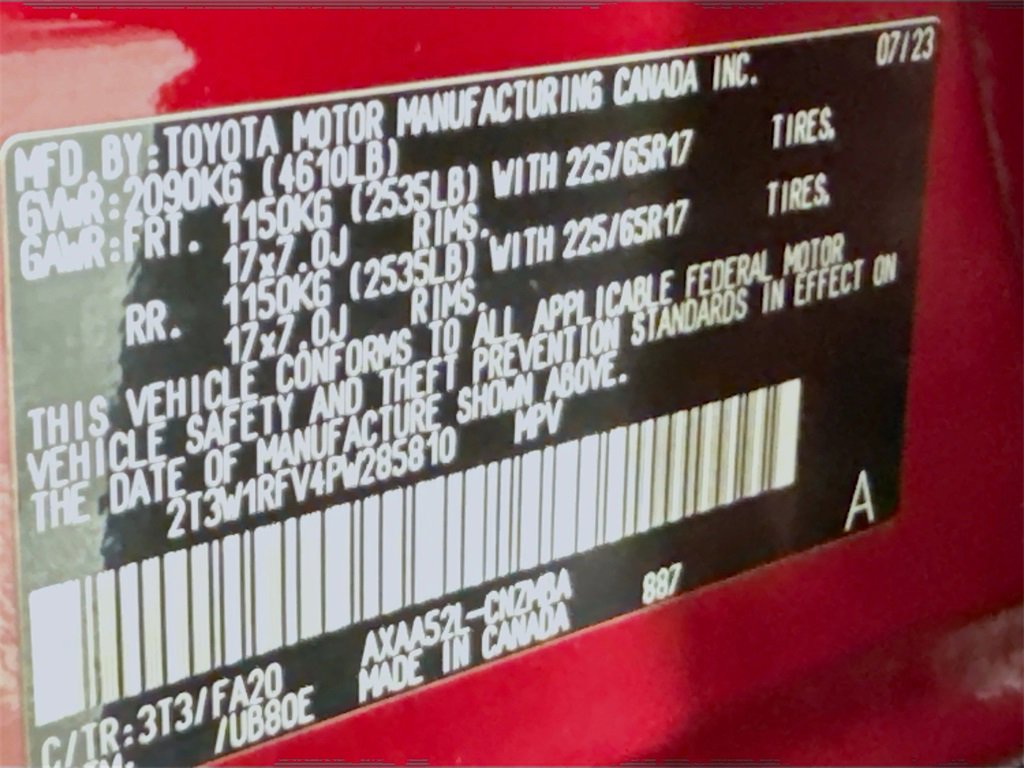 07/23
MFD.BY:TOYOTA MOTOR MANUFACTURING CANADA INC.
GVWR:2090KG (4610LB)
GAWR:FRT. 1150KG (2535LB) WITH 225/65R17 TIRES,
17x7.0J RIMS.
RR. 1150KG (2535LB) WITH 225/65R17 TIRES,
17x7.0J RIMS.
THIS VEHICLE CONFORMS TO ALL APPLICABLE FEDERAL MOTOR
VEHICLE SAFETY AND THEFT PREVENTION STANDARDS IN EFFECT ON
THE DATE OF MANUFACTURE SHOWN ABOVE.
2T3W1RFV4PW285810 MPV
A
AXAA52L-CNZMBA 887
C/TR:3T3/FA20 MADE IN CANADA
/UB80E